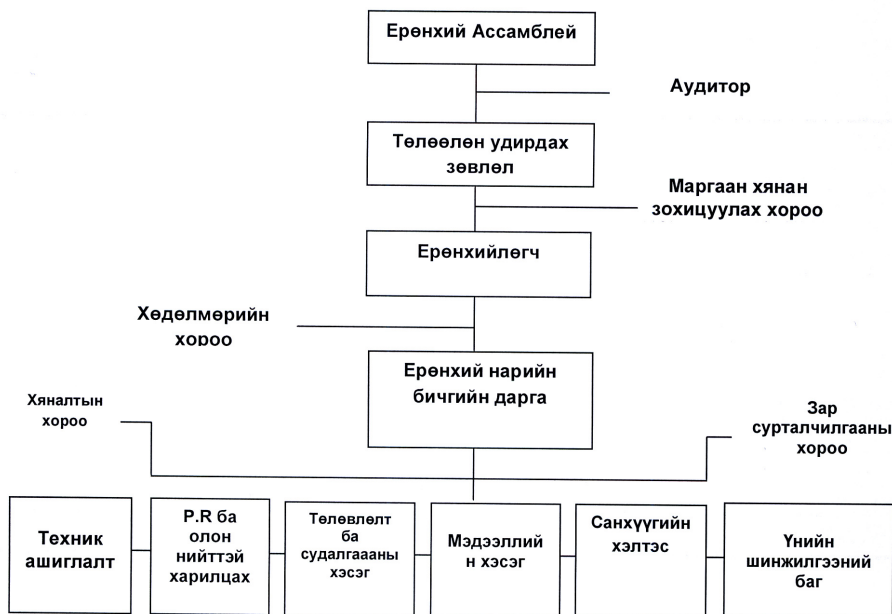 Ерөнхий Ассамблей
Аудитор
Төлөөлөн удирдах
зөвлөл
Маргаан хянан
зохицуулах хороо
Ерөнхийлөгч
Хөдөлмөрийн
хороо
Ерөнхий нарийн
бичгийн дарга
Хяналтын
хороо
Зар
сурталчилгааны
хороо
Техник
ашиглалт
P.R ба
олон
нийттэй
харилцах
Төлөвлөлт
ба
судалгаааны
хэсэг
Мэдээллий
н хэсэг
Санхүүгийн
хэлтэс
Үнийн
шинжилгээний
баг